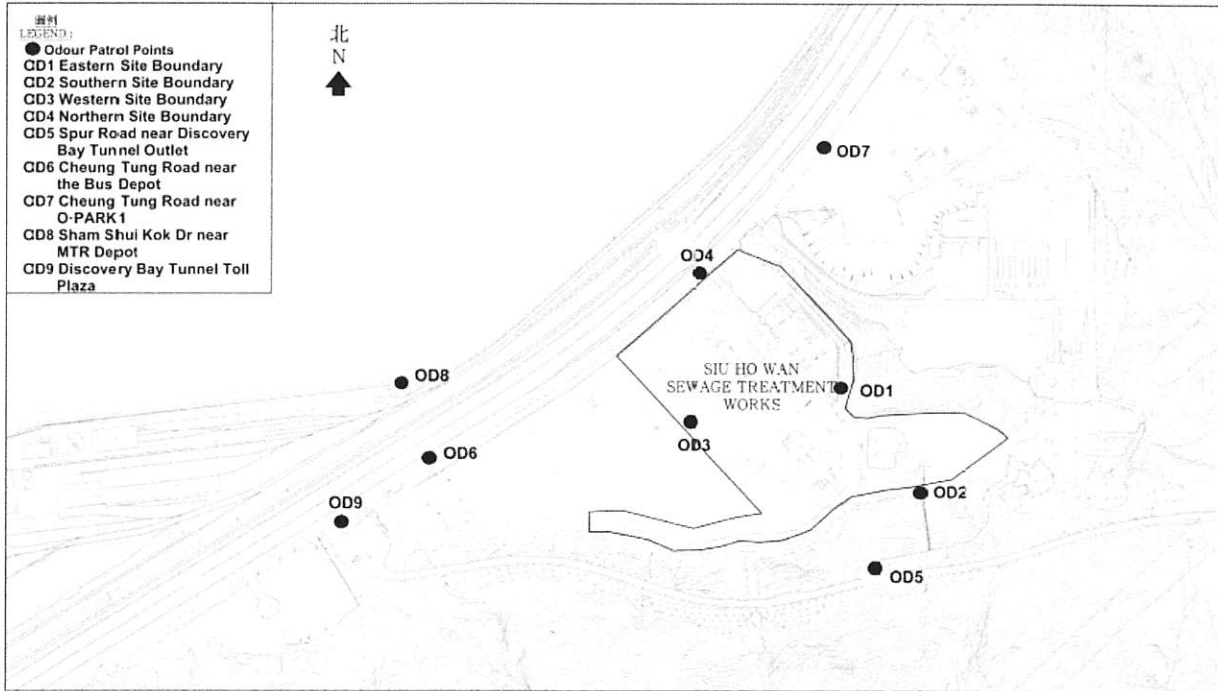 圖例
LEGEND :
Odour Patrol Points
OD1 Eastern Site Boundary
OD2 Southern Site Boundary
OD3 Western Site Boundary
OD4 Northern Site Boundary
OD5 Spur Road near Discovery
Bay Tunnel Outlet
OD6 Cheung Tung Road near
the Bus Depot
OD7 Cheung Tung Road near
O-PARK1
OD8 Sham Shui Kok Dr near
MTR Depot
OD9 Discovery Bay Tunnel Toll
Plaza
北
N
OD7
OD4
OD8
SIU HO WAN
SEWAGE TREATMENT
WORKS
OD1
OD3
OD6
OD2
OD9
OD5